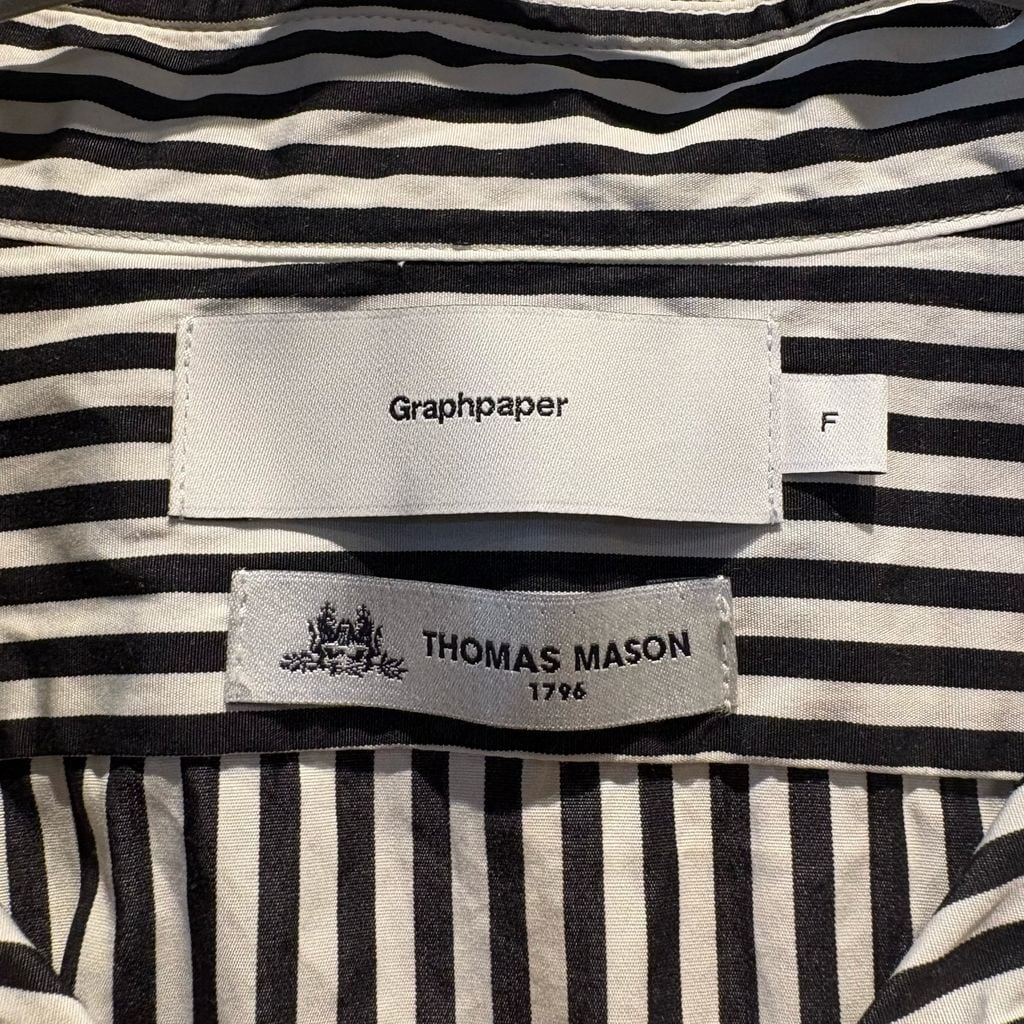 Graphpaper
F
THOMAS MASON
1796